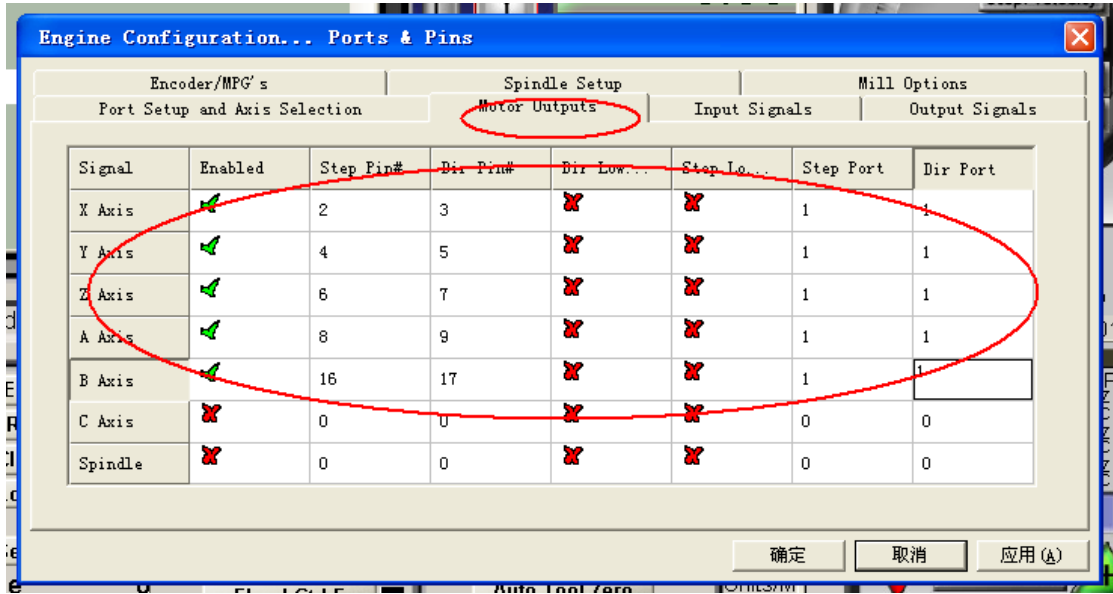 Engine Configuration... Ports & Pins
Encoder/MPG's Spindle Setup Mill Options
Port Setup and Axis Selection Motor Outputs Input Signals Output Signals
Signal Enabled Step Pin# Dir Pin# Dir Low... Step Lo... Step Port Dir Port
X Axis 2 3 1 1
Y Axis 4 5 1 1
Z Axis 6 7 1 1
A Axis 8 9 1 1
B Axis 16 17 1 1
C Axis 0 0 0 0
Spindle 0 0 0 0
确定 取消 应用(A)
Auto Tool Zero